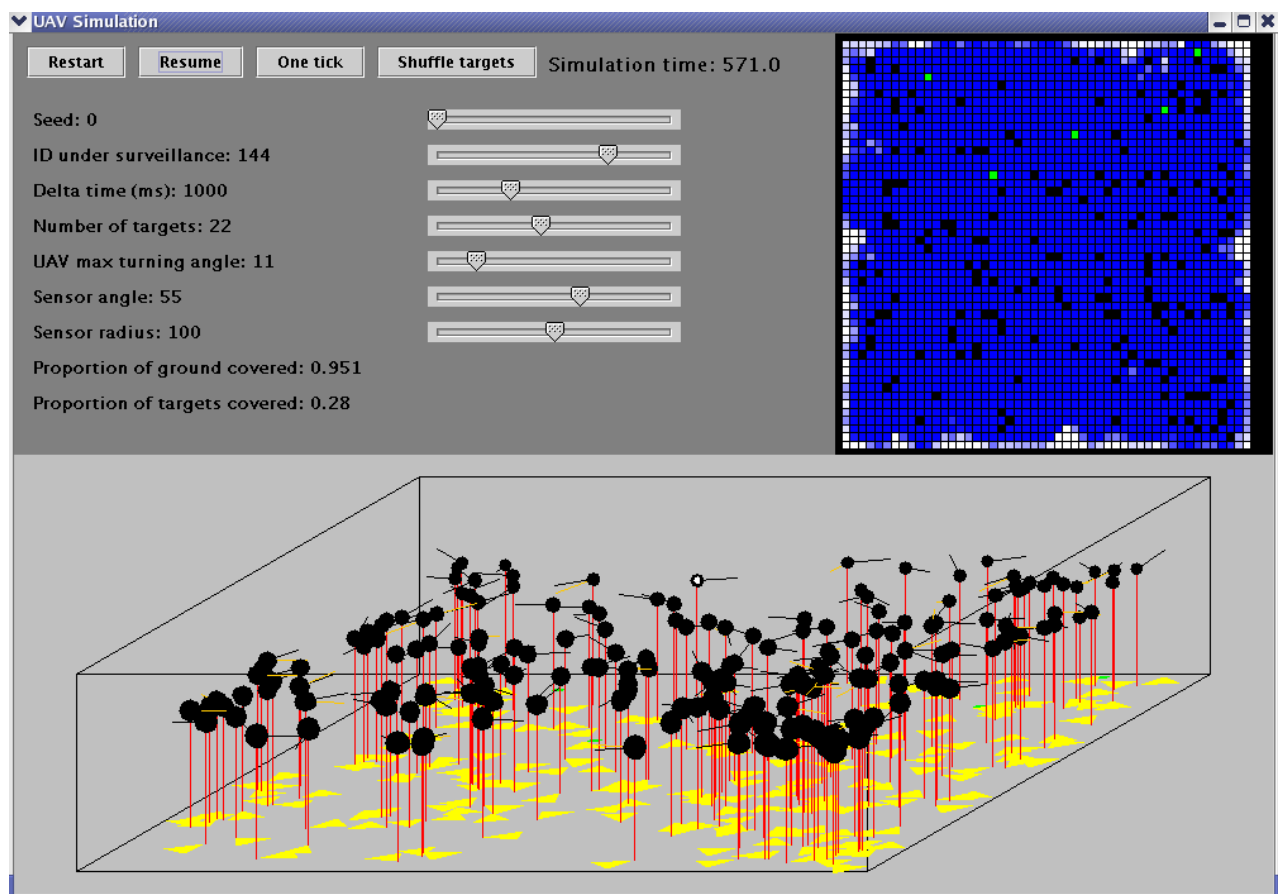 UAV Simulation
Restart Resume One tick Shuffle targets Simulation time: 571.0
Seed: 0
ID under surveillance: 144
Delta time (ms): 1000
Number of targets: 22
UAV max turning angle: 11
Sensor angle: 55
Sensor radius: 100
Proportion of ground covered: 0.951
Proportion of targets covered: 0.28